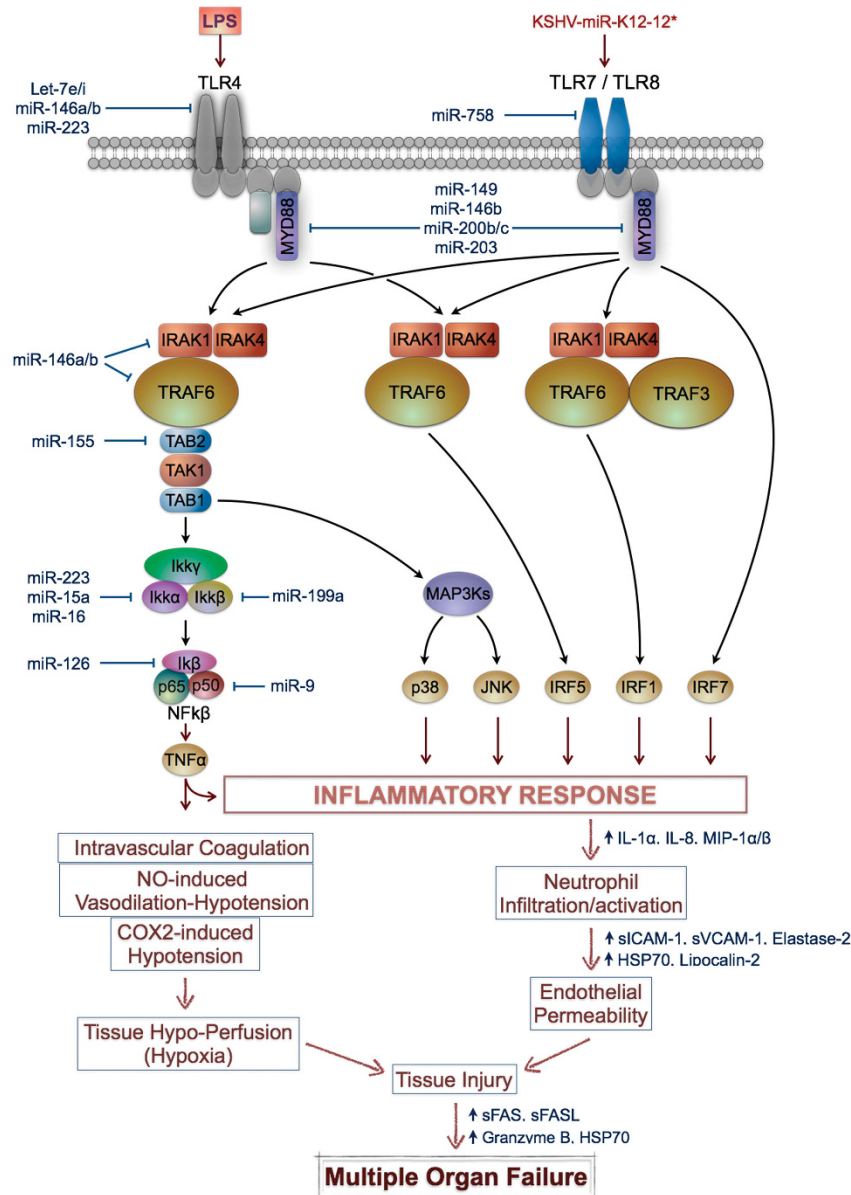 LPS
KSHV-miR-K12-12*
TLR4
TLR7 / TLR8
Let-7e/i
miR-146a/b
miR-223
miR-758
miR-149
miR-146b
miR-200b/c
miR-203
MYD88
MYD88
IRAK1 IRAK4
IRAK1 IRAK4
IRAK1 IRAK4
miR-146a/b
TRAF6
TRAF6
TRAF6
TRAF3
miR-155
TAB2
TAK1
TAB1
Ikkγ
miR-223
miR-15a
miR-16
Ikkα Ikkβ
miR-199a
MAP3Ks
miR-126
Ikβ
p65 p50
miR-9
NFkβ
p38
JNK
IRF5
IRF1
IRF7
TNFα
INFLAMMATORY RESPONSE
IL-1α, IL-8, MIP-1α/ß
Intravascular Coagulation
NO-induced
Vasodilation-Hypotension
COX2-induced
Hypotension
Neutrophil
Infiltration/activation
sICAM-1, sVCAM-1, Elastase-2
HSP70, Lipocalin-2
Endothelial
Permeability
Tissue Hypo-Perfusion
(Hypoxia)
Tissue Injury
sFAS, sFASL
Granzyme B, HSP70
Multiple Organ Failure